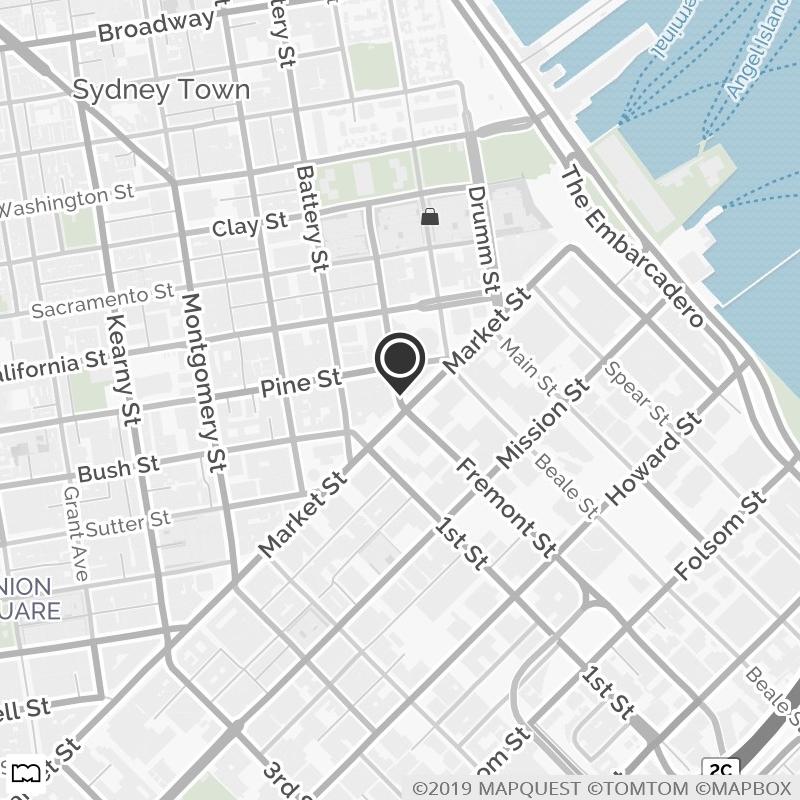 Broadway
Battery St
Terminal
Angel Island
Sydney Town
Washington St
Clay St
Battery St
Drumm St
The Embarcadero
Sacramento St
Kearny St
Montgomery St
California St
Market St
Pine St
Main St
Spear St
Mission St
Bush St
Beale St
Howard St
Grant Ave
Sutter St
Market St
Fremont St
1st St
Folsom St
NION
UARE
1st St
Beale St
ell St
ket St
3rd S
om St
2C
©2019 MAPQUEST ©TOMTOM ©MAPBOX